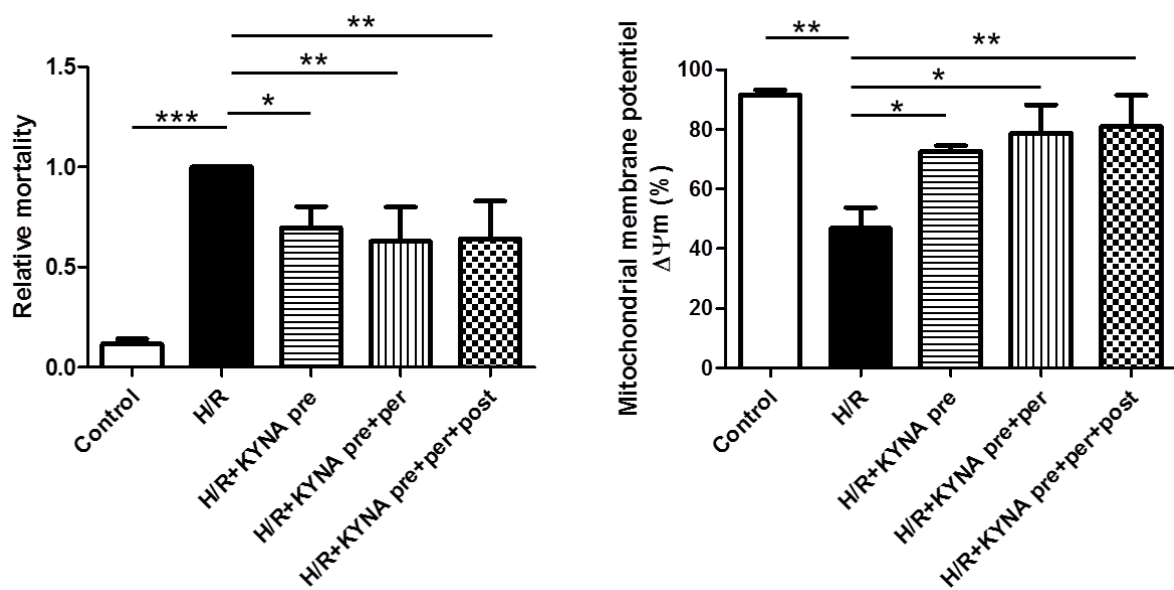 Relative mortality
1.5
1.0
0.5
0.0
***
*
**
**
Control
H/R
H/R+KYNA pre
H/R+KYNA pre+per
H/R+KYNA pre+per+post
Mitochondrial membrane potentiel
ΔΨm (%)
100
80
60
40
20
0
**
*
*
**
Control
H/R
H/R+KYNA pre
H/R+KYNA pre+per
H/R+KYNA pre+per+post